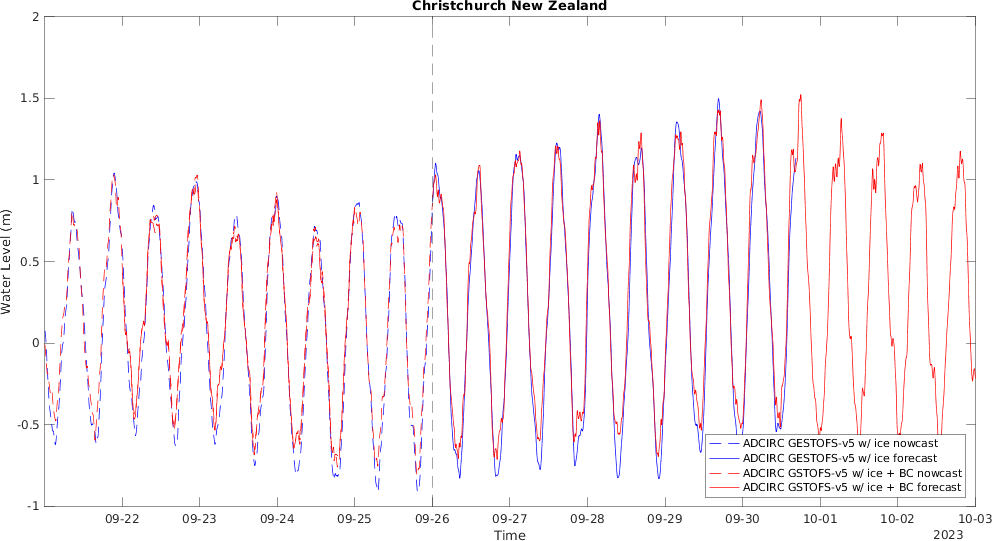 Christchurch New Zealand
Water Level (m)
2
1.5
1
0.5
0
-0.5
-1
ADCIRC GESTOFS-v5 w/ ice nowcast
ADCIRC GESTOFS-v5 w/ ice forecast
ADCIRC GSTOFS-v5 w/ ice + BC nowcast
ADCIRC GSTOFS-v5 w/ ice + BC forecast
09-22 09-23 09-24 09-25 09-26 09-27 09-28 09-29 09-30 10-01 10-02 10-03
Time
2023